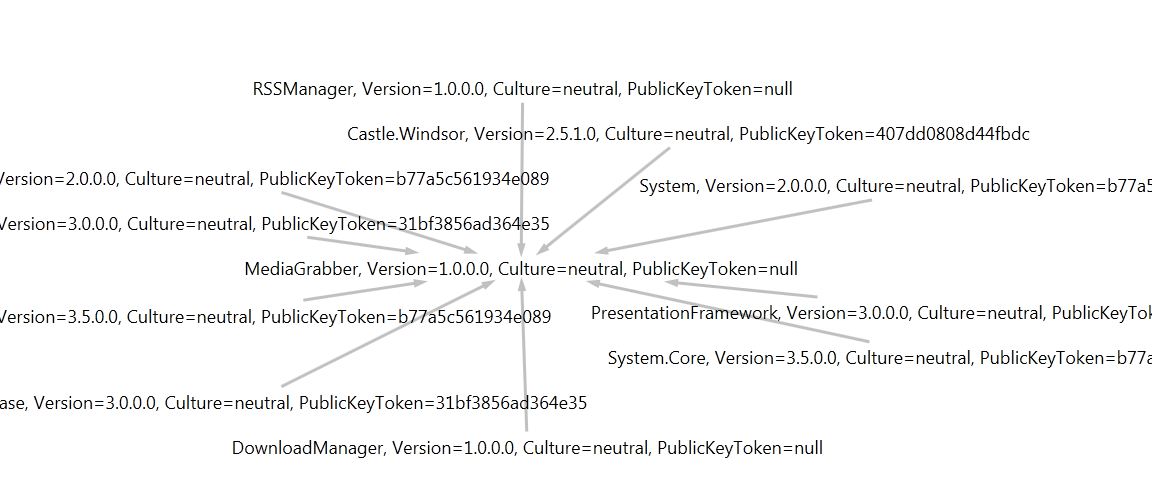 RSSManager, Version=1.0.0.0, Culture=neutral, PublicKeyToken=null
Castle.Windsor, Version=2.5.1.0, Culture=neutral, PublicKeyToken=407dd0808d44fbdc
Version=2.0.0.0, Culture=neutral, PublicKeyToken=b77a5c561934e089
System, Version=2.0.0.0, Culture=neutral, PublicKeyToken=b77a5
Version=3.0.0.0, Culture=neutral, PublicKeyToken=31bf3856ad364e35
MediaGrabber, Version=1.0.0.0, Culture=neutral, PublicKeyToken=null
Version=3.5.0.0, Culture=neutral, PublicKeyToken=b77a5c561934e089
PresentationFramework, Version=3.0.0.0, Culture=neutral, PublicKeyTok
System.Core, Version=3.5.0.0, Culture=neutral, PublicKeyToken=b77a
ase, Version=3.0.0.0, Culture=neutral, PublicKeyToken=31bf3856ad364e35
DownloadManager, Version=1.0.0.0, Culture=neutral, PublicKeyToken=null